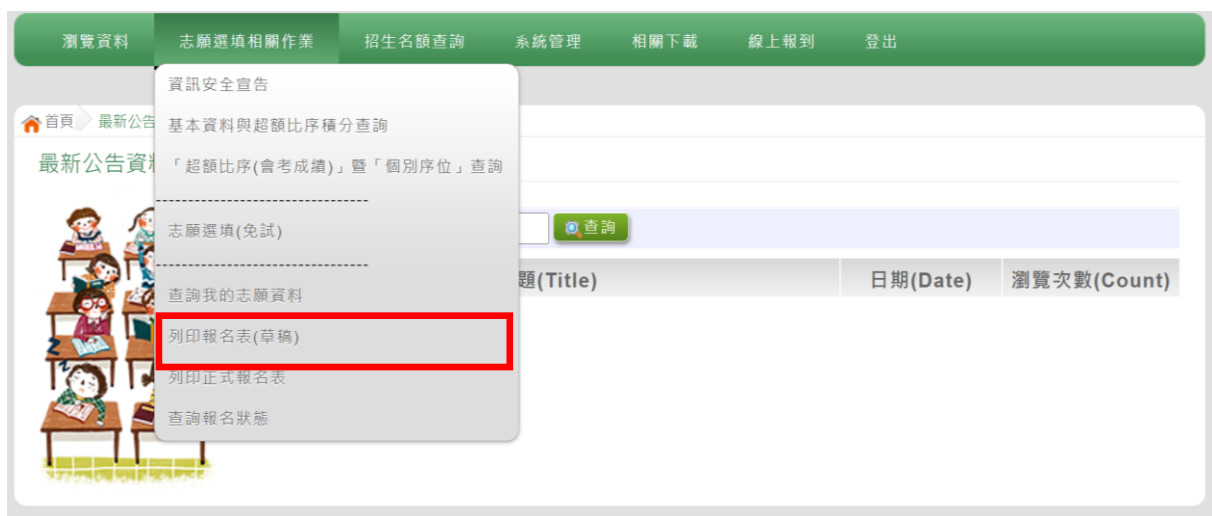 瀏覽資料 志願選填相關作業 招生名額查詢 系統管理 相關下載 線上報到 登出
資訊安全宣告
首頁 最新公告
基本資料與超額比序積分查詢
最新公告資
「超額比序(會考成績)」暨「個別序位」查詢
--------------------------------
志願選填(免試)
查詢
--------------------------------
題(Title) 日期(Date) 瀏覽次數(Count)
查詢我的志願資料
列印報名表(草稿)
列印正式報名表
查詢報名狀態